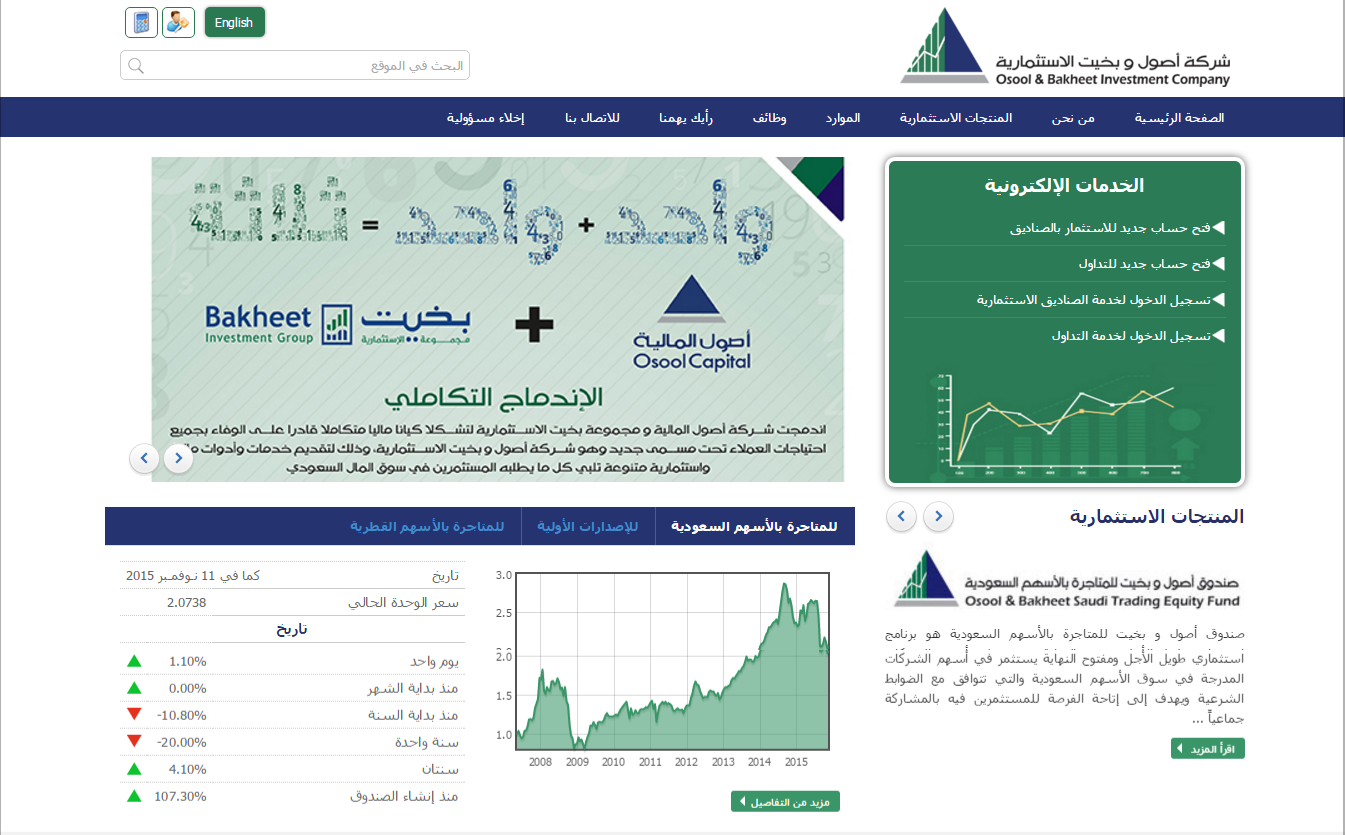 English
البحث في الموقع
شركة أصول و بخيت الاستثمارية
Osool & Bakheet Investment Company
الصفحة الرئيسية
من نحن
المنتجات الاستثمارية
الموارد
وظائف
رأيك يهمنا
للاتصال بنا
إخلاء مسؤولية
الخدمات الإلكترونية
فتح حساب جديد للاستثمار بالصناديق
فتح حساب جديد للتداول
تسجيل الدخول لخدمة الصناديق الاستثمارية
تسجيل الدخول لخدمة التداول
واحد + واحد = ثلاثة
أصول المالية
Osool Capital
+
بخيت
مجموعة الإستثمارية
Bakheet
Investment Group
الإندماج التكاملي
اندمجت شركة أصول المالية و مجموعة بخيت الاستثمارية لتشكلا كيانا ماليا متكاملا قادرا على الوفاء بجميع
احتياجات العملاء تحت مسمى جديد وهو شركة أصول و بخيت الاستثمارية، وذلك لتقديم خدمات وأدوات
واستثمارية متنوعة تلبي كل ما يطلبه المستثمرين في سوق المال السعودي
المنتجات الاستثمارية
صندوق أصول و بخيت للمتاجرة بالأسهم السعودية
Osool & Bakheet Saudi Trading Equity Fund
صندوق أصول و بخيت للمتاجرة بالأسهم السعودية هو برنامج
استثماري طويل الأجل ومفتوح النهاية يستثمر في أسهم الشركات
المدرجة في سوق الأسهم السعودية والتي تتوافق مع الضوابط
الشرعية ويهدف إلى إتاحة الفرصة للمستثمرين فيه بالمشاركة
جماعياً ...
اقرأ المزيد
للمتاجرة بالأسهم السعودية
للإصدارات الأولية
للمتاجرة بالأسهم القطرية
3.0
2.5
2.0
1.5
1.0
2008 2009 2010 2011 2012 2013 2014 2015
مزيد من التفاصيل
تاريخ كما في 11 نوفمبر 2015
سعر الوحدة الحالي 2.0738
تاريخ
يوم واحد 1.10%
منذ بداية الشهر 0.00%
منذ بداية السنة -10.80%
سنة واحدة -20.00%
سنتان 4.10%
منذ إنشاء الصندوق 107.30%